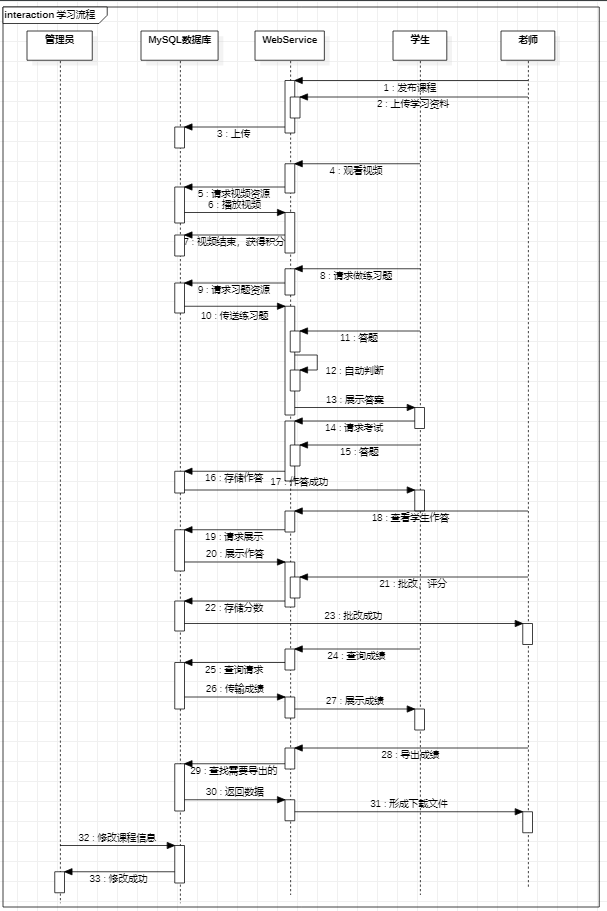 interaction 学习流程
管理员
MySQL数据库
WebService
学生
老师
1 : 发布课程
2 : 上传学习资料
3 : 上传
4 : 观看视频
5 : 请求视频资源
6 : 播放视频
7 : 视频结束，获得积分
8 : 请求做练习题
9 : 请求习题资源
10 : 传送练习题
11 : 答题
12 : 自动判断
13 : 展示答案
14 : 请求考试
15 : 答题
16 : 存储作答
17 : 作答成功
18 : 查看学生作答
19 : 请求展示
20 : 展示作答
21 : 批改、评分
22 : 存储分数
23 : 批改成功
24 : 查询成绩
25 : 查询请求
26 : 传输成绩
27 : 展示成绩
28 : 导出成绩
29 : 查找需要导出的
30 : 返回数据
31 : 形成下载文件
32 : 修改课程信息
33 : 修改成功